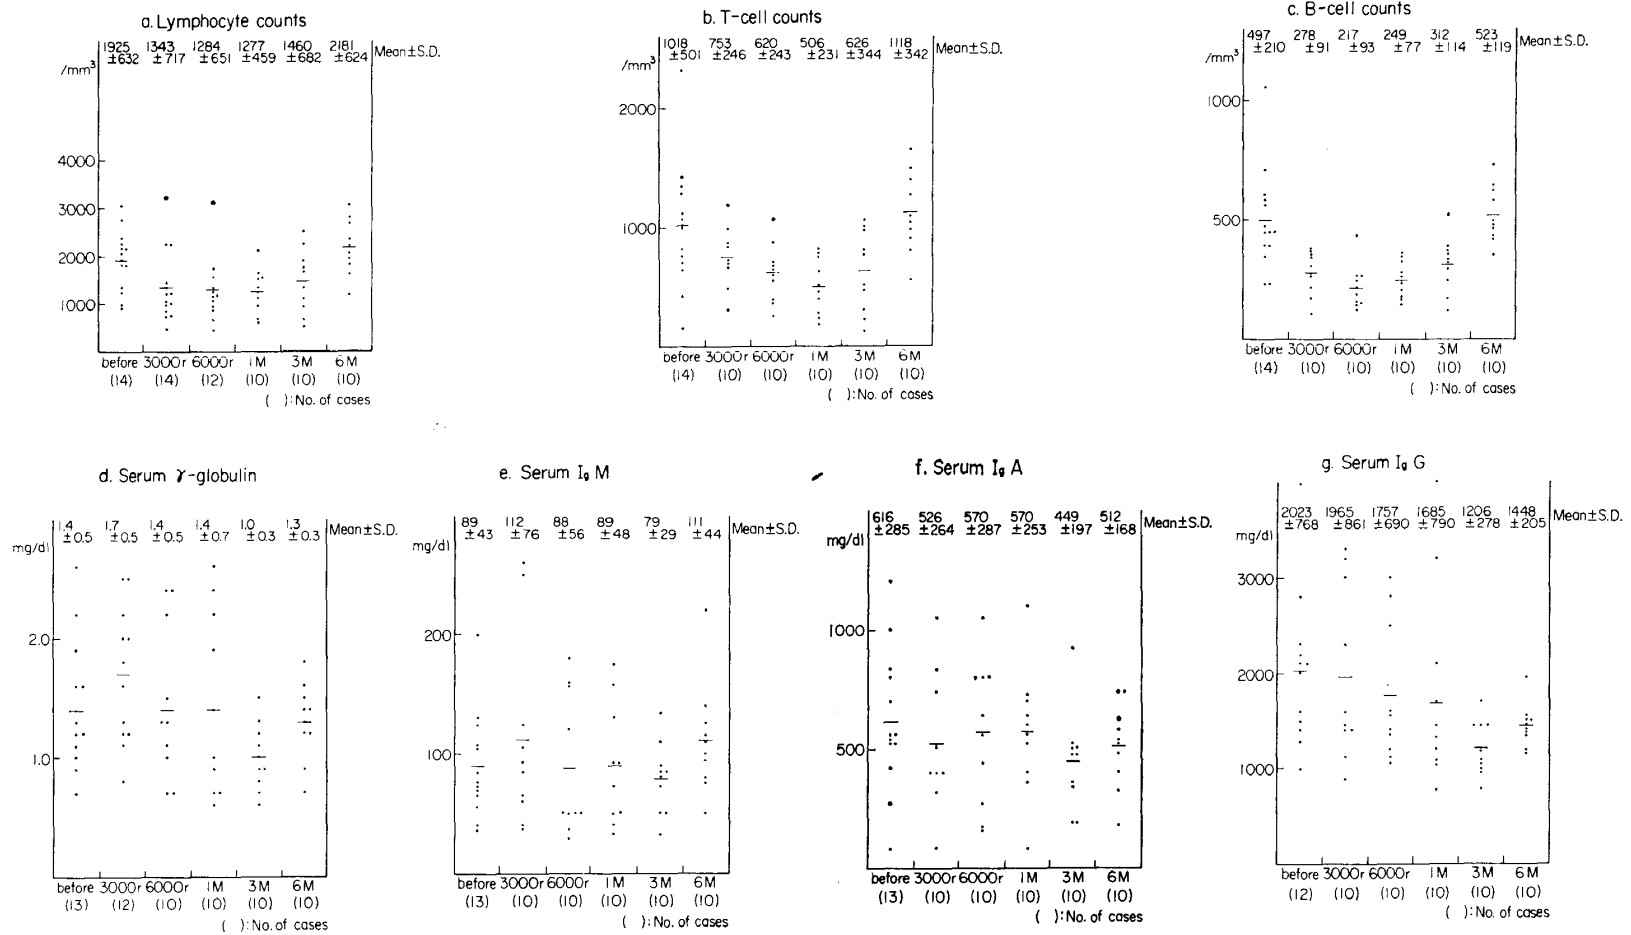 a. Lymphocyte counts
1925 1343 1284 1277 1460 2181 Mean±S.D.
±632 ±717 ±651 ±459 ±682 ±624
/mm³
4000
3000
2000
1000
before 3000r 6000r 1M 3M 6M
(14) (14) (12) (10) (10) (10)
( ): No. of cases
b. T-cell counts
1018 753 620 506 626 1118 Mean±S.D.
±501 ±246 ±243 ±231 ±344 ±342
/mm³
2000
1000
before 3000r 6000r 1M 3M 6M
(14) (10) (10) (10) (10) (10)
( ): No. of cases
c. B-cell counts
497 278 217 249 312 523 Mean±S.D.
±210 ±91 ±93 ±77 ±114 ±119
/mm³
1000
500
before 3000r 6000r 1M 3M 6M
(14) (10) (10) (10) (10) (10)
( ): No. of cases
d. Serum γ-globulin
1.4 1.7 1.4 1.4 1.0 1.3 Mean±S.D.
±0.5 ±0.5 ±0.5 ±0.7 ±0.3 ±0.3
mg/dl
2.0
1.0
before 3000r 6000r 1M 3M 6M
(13) (12) (10) (10) (10) (10)
( ): No. of cases
e. Serum Ig M
89 112 88 89 79 111 Mean±S.D.
±43 ±76 ±56 ±48 ±29 ±44
mg/dl
200
100
before 3000r 6000r 1M 3M 6M
(13) (10) (10) (10) (10) (10)
( ): No. of cases
f. Serum Ig A
616 526 570 570 449 512 Mean±S.D.
±285 ±264 ±287 ±253 ±197 ±168
mg/dl
1000
500
before 3000r 6000r 1M 3M 6M
(13) (10) (10) (10) (10) (10)
( ): No. of cases
g. Serum Ig G
2023 1965 1757 1685 1206 1448 Mean±S.D.
±768 ±861 ±690 ±790 ±278 ±205
mg/dl
3000
2000
1000
before 3000r 6000r 1M 3M 6M
(12) (10) (10) (10) (10) (10)
( ): No. of cases